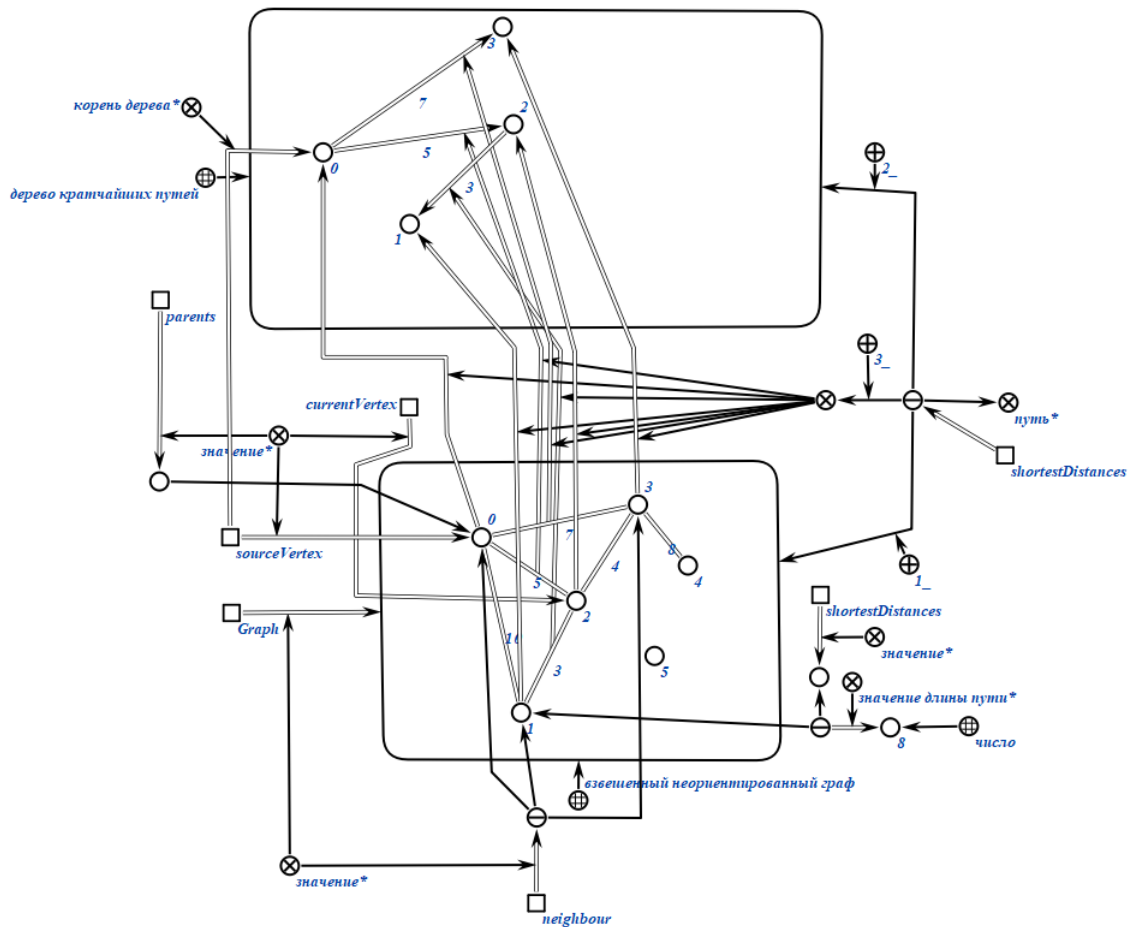 3
корень дерева*
7
2
5
0
2_
дерево кратчайших путей
3
1
parents
3_
currentVertex
путь*
значение*
shortestDistances
3
0
7
sourceVertex
8
4
4
1_
5
2
shortestDistances
Graph
10
значение*
3
5
значение длины пути*
1
8
число
взвешенный неориентированный граф
значение*
neighbour